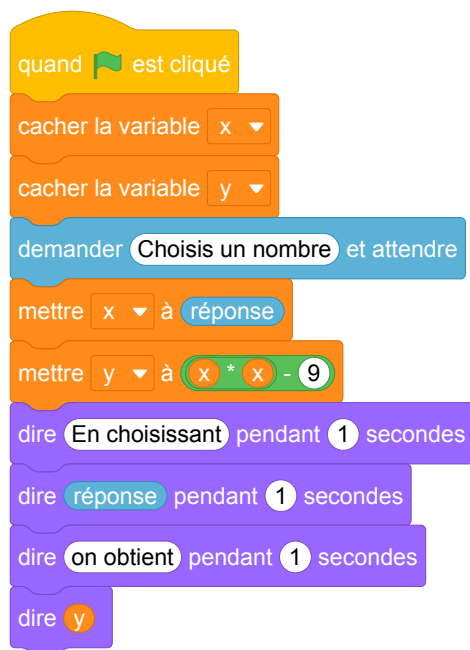 quand est cliqué
cacher la variable x
cacher la variable y
demander Choisis un nombre et attendre
mettre x à réponse
mettre y à x * x - 9
dire En choisissant pendant 1 secondes
dire réponse pendant 1 secondes
dire on obtient pendant 1 secondes
dire y